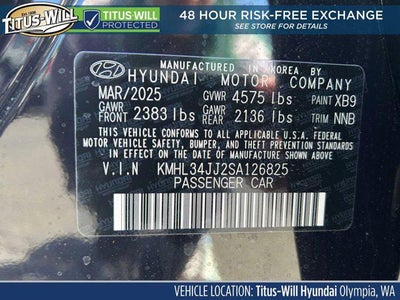 TITUS-WILL
TITUS-WILL
PROTECTED
48 HOUR RISK-FREE EXCHANGE
SEE STORE FOR DETAILS
MANUFACTURED IN KOREA BY
HYUNDAI MOTOR COMPANY
MAR/2025 GVWR 4575 lbs PAINT XB9
GAWR FRONT 2383 lbs GAWR REAR 2136 lbs TRIM NNB
THIS VEHICLE CONFORMS TO ALL APPLICABLE U.S. FEDERAL
MOTOR VEHICLE SAFETY, BUMPER, AND THEFT PREVENTION
STANDARDS IN EFFECT ON THE DATE OF MANUFACTURE SHOWN ABOVE.
V.I.N KMHL34JJ2SA126825
PASSENGER CAR
VEHICLE LOCATION: Titus-Will Hyundai Olympia, WA